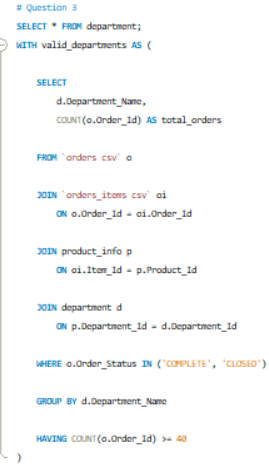 # Question 3
SELECT * FROM department;
WITH valid_departments AS (
SELECT
d.Department_Name,
COUNT(o.Order_Id) AS total_orders
FROM `orders csv` o
JOIN `orders_items csv` oi
ON o.Order_Id = oi.Order_Id
JOIN product_info p
ON oi.Item_Id = p.Product_Id
JOIN department d
ON p.Department_Id = d.Department_Id
WHERE o.Order_Status IN ('COMPLETE', 'CLOSED')
GROUP BY d.Department_Name
HAVING COUNT(o.Order_Id) >= 40
)